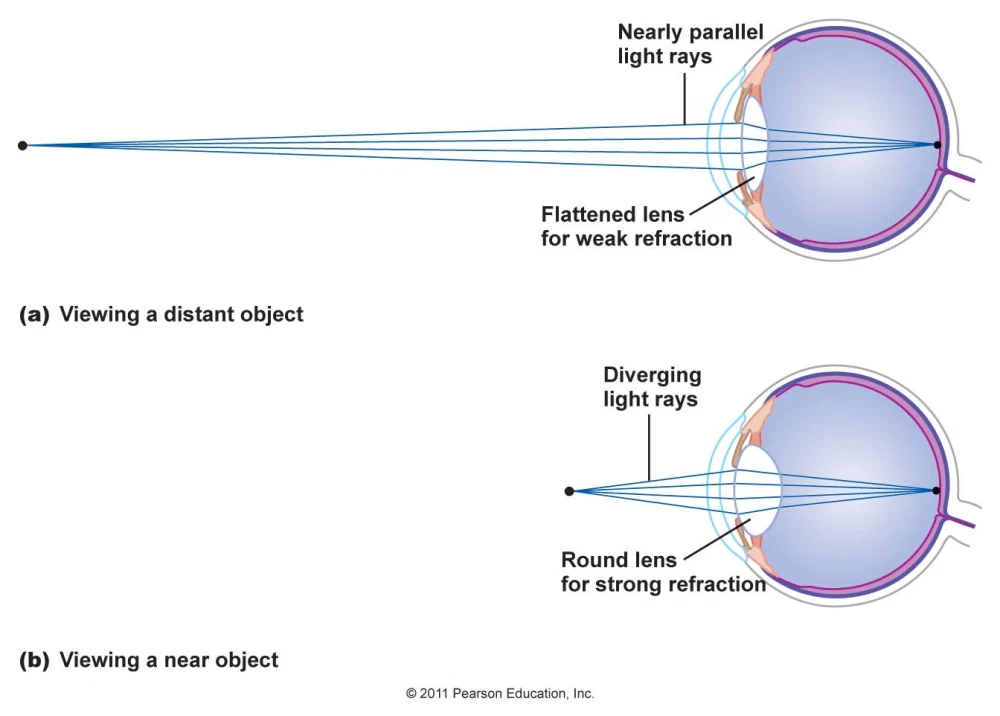 Nearly parallel
light rays
Flattened lens
for weak refraction
(a) Viewing a distant object
Diverging
light rays
Round lens
for strong refraction
(b) Viewing a near object
© 2011 Pearson Education, Inc.